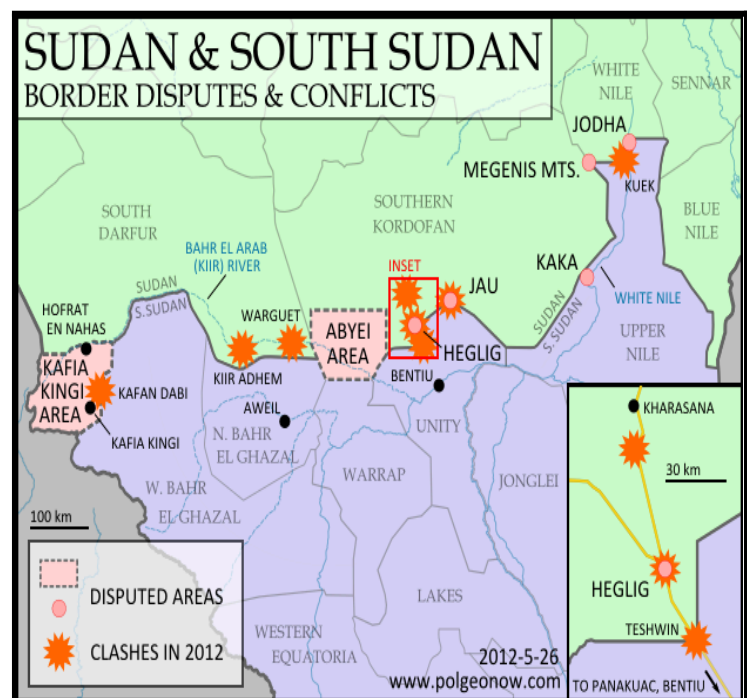 SUDAN & SOUTH SUDAN
BORDER DISPUTES & CONFLICTS
WHITE
NILE
SENNAR
JODHA
MEGENIS MTS.
KUEK
SOUTHERN
KORDOFAN
SOUTH
DARFUR
BLUE
NILE
BAHR EL ARAB
(KIIR) RIVER
INSET
KAKA
JAU
SUDAN
S. SUDAN
SUDAN
S. SUDAN
WHITE NILE
HOFRAT
EN NAHAS
WARGUET
ABYEI
AREA
UPPER
NILE
HEGLIG
KAFIA
KINGI
AREA
KIIR ADHEM
BENTIU
KAFAN DABI
AWEIL
KAFIA KINGI
UNITY
N. BAHR
EL GHAZAL
WARRAP
JONGLEI
W. BAHR
EL GHAZAL
100 km
KHARASANA
30 km
HEGLIG
TESHWIN
TO PANAKUAC, BENTIU
DISPUTED AREAS
CLASHES IN 2012
LAKES
WESTERN
EQUATORIA
2012-5-26
www.polgeonow.com